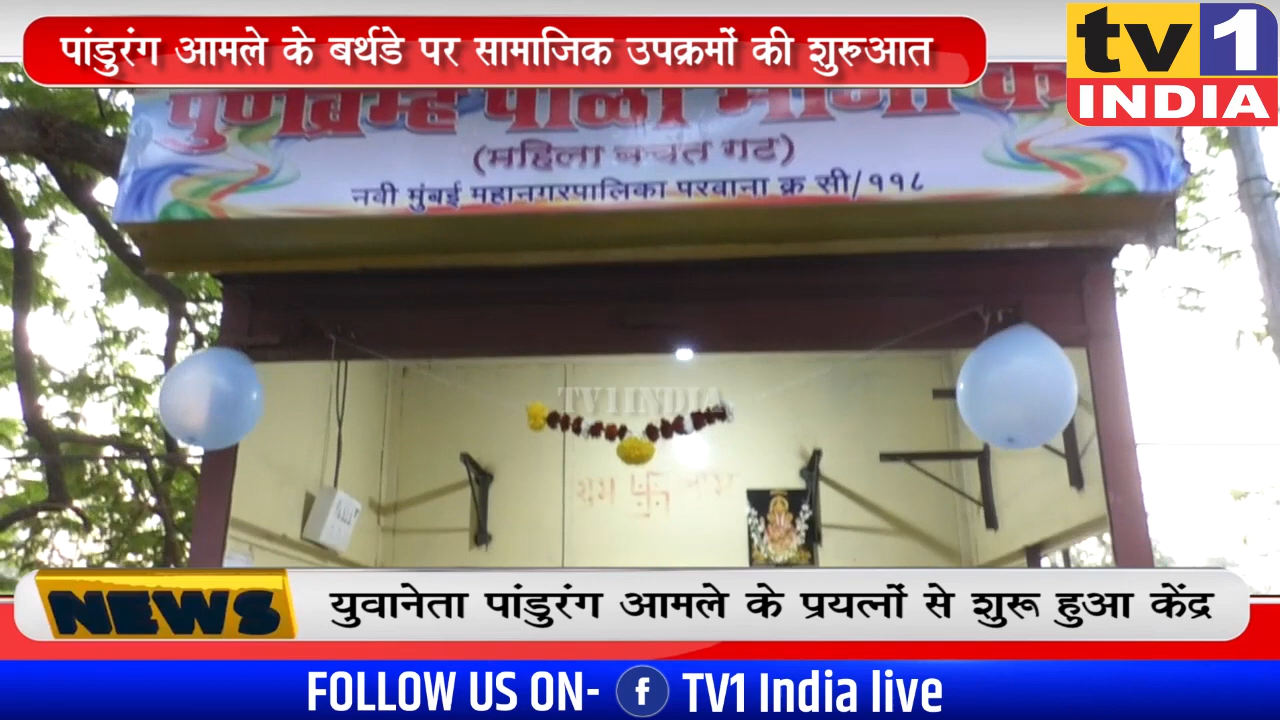 पांडुरंग आमले के बर्थडे पर सामाजिक उपक्रमों की शुरुआत
tv1
INDIA
(महिला बचत गट)
नवी मुंबई महानगरपालिका परवाना क्र सी/११८
TV1INDIA
NEWS
युवानेता पांडुरंग आमले के प्रयत्नों से शुरू हुआ केंद्र
FOLLOW US ON- f TV1 India live